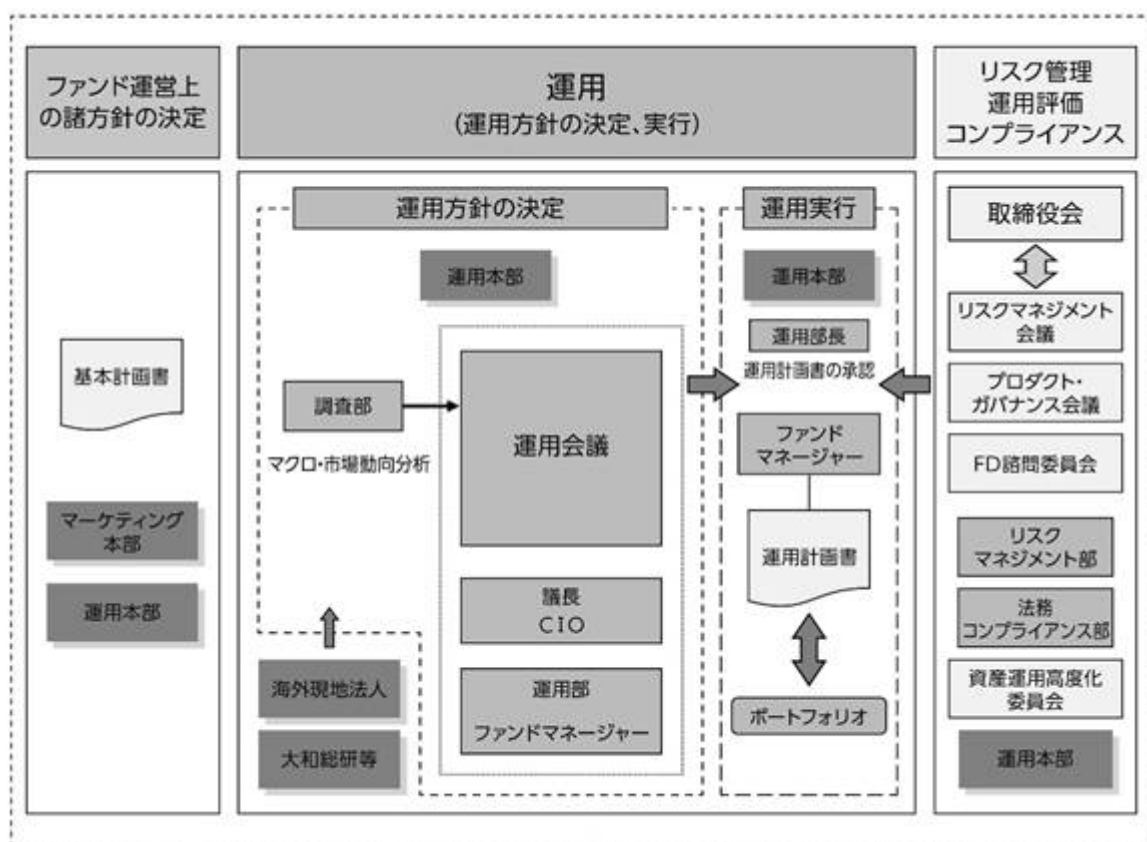 ファンド運営上
の諸方針の決定
運用
(運用方針の決定、実行)
リスク管理
運用評価
コンプライアンス
基本計画書
マーケティング
本部
運用本部
運用方針の決定
運用本部
調査部
マクロ・市場動向分析
運用会議
議長
CIO
運用部
ファンドマネージャー
海外現地法人
大和総研等
運用実行
運用本部
運用部長
運用計画書の承認
ファンド
マネージャー
運用計画書
ポートフォリオ
取締役会
リスクマネジメント
会議
プロダクト・
ガバナンス会議
FD諮問委員会
リスク
マネジメント部
法務
コンプライアンス部
資産運用高度化
委員会
運用本部